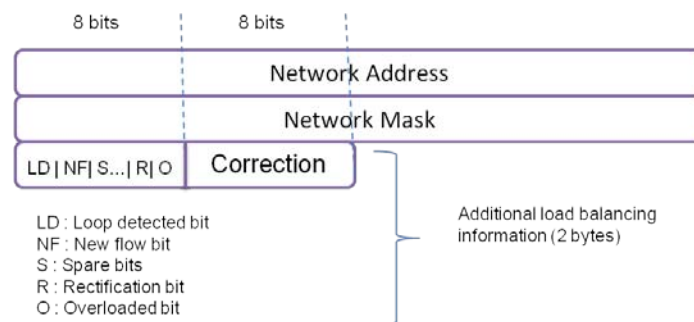 8 bits 8 bits
Network Address
Network Mask
LD | NF| S...| R| O Correction
LD : Loop detected bit
NF : New flow bit
S : Spare bits
R : Rectification bit
O : Overloaded bit
Additional load balancing
information (2 bytes)